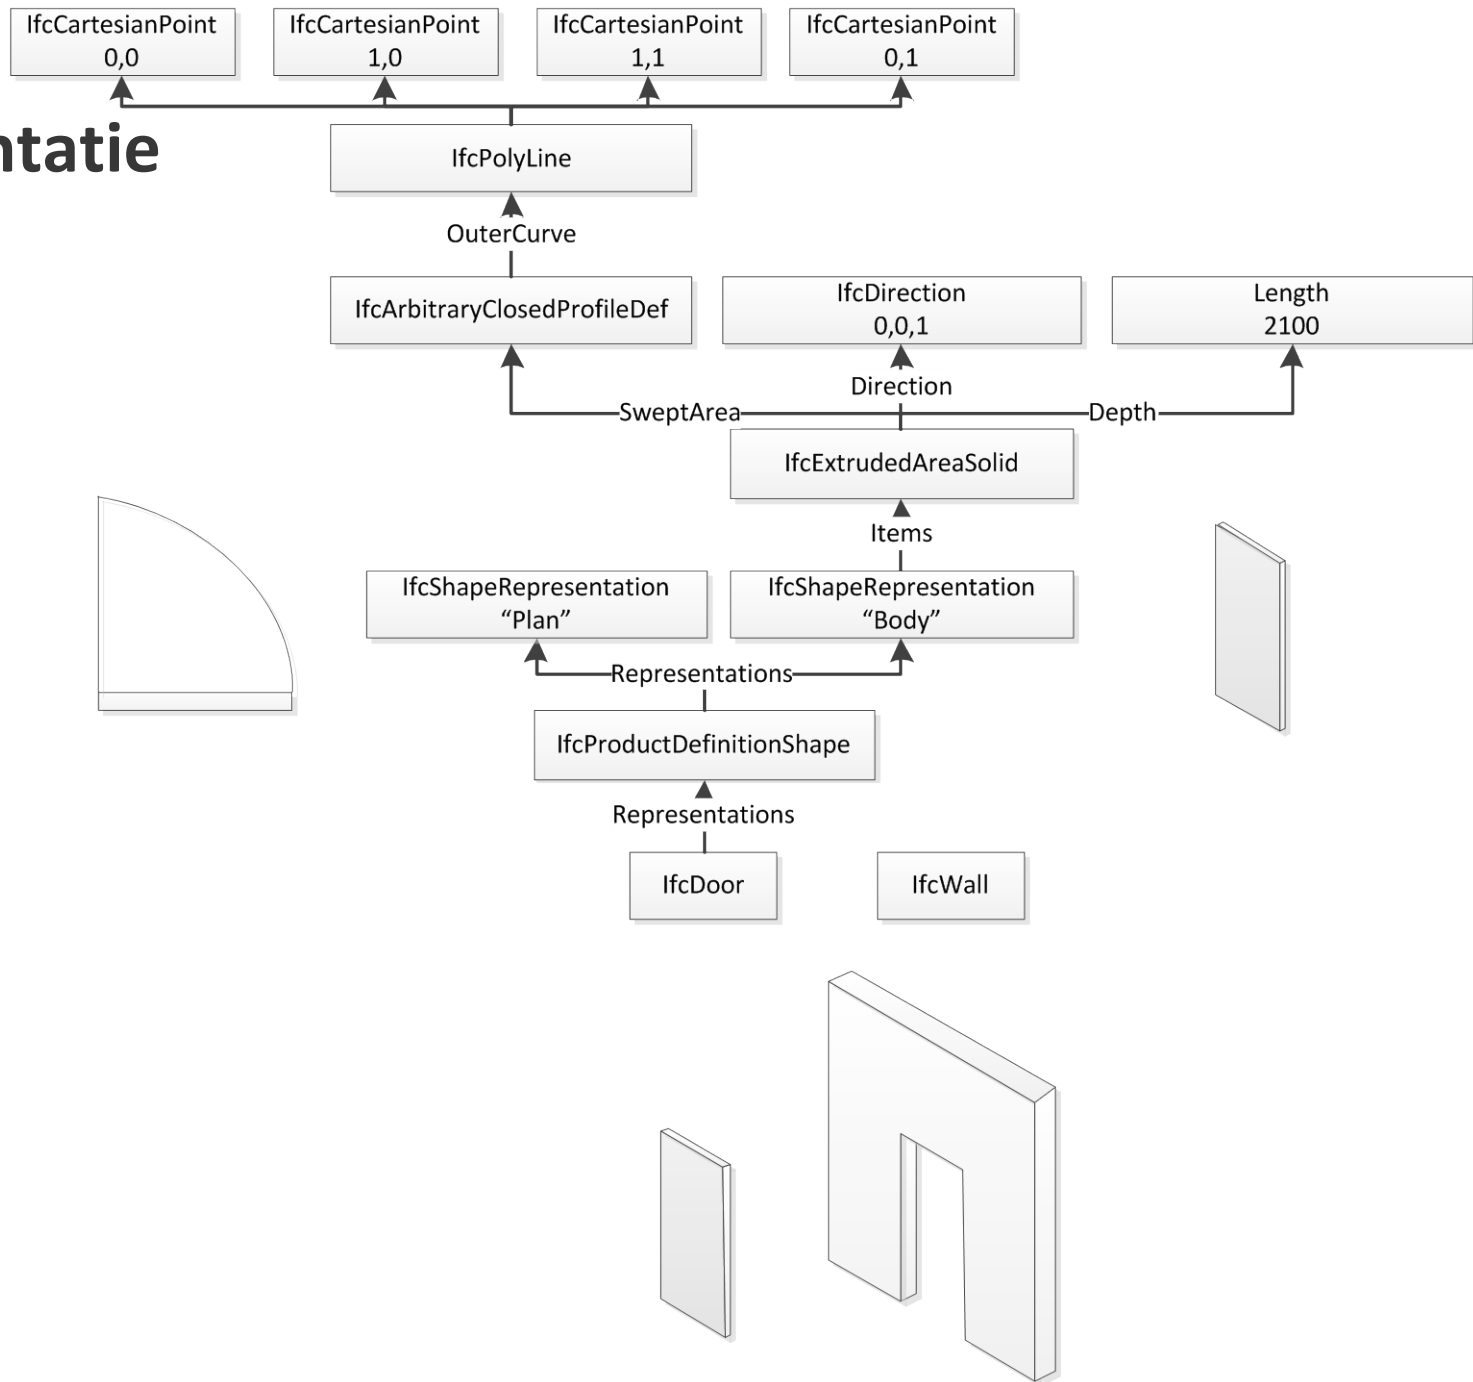 IfcCartesianPoint
0,0
IfcCartesianPoint
1,0
IfcCartesianPoint
1,1
IfcCartesianPoint
0,1
ntatie
IfcPolyLine
OuterCurve
IfcArbitraryClosedProfileDef
IfcDirection
0,0,1
Length
2100
Direction
SweptArea
Depth
IfcExtrudedAreaSolid
Items
IfcShapeRepresentation
“Plan”
IfcShapeRepresentation
“Body”
Representations
IfcProductDefinitionShape
Representations
IfcDoor
IfcWall